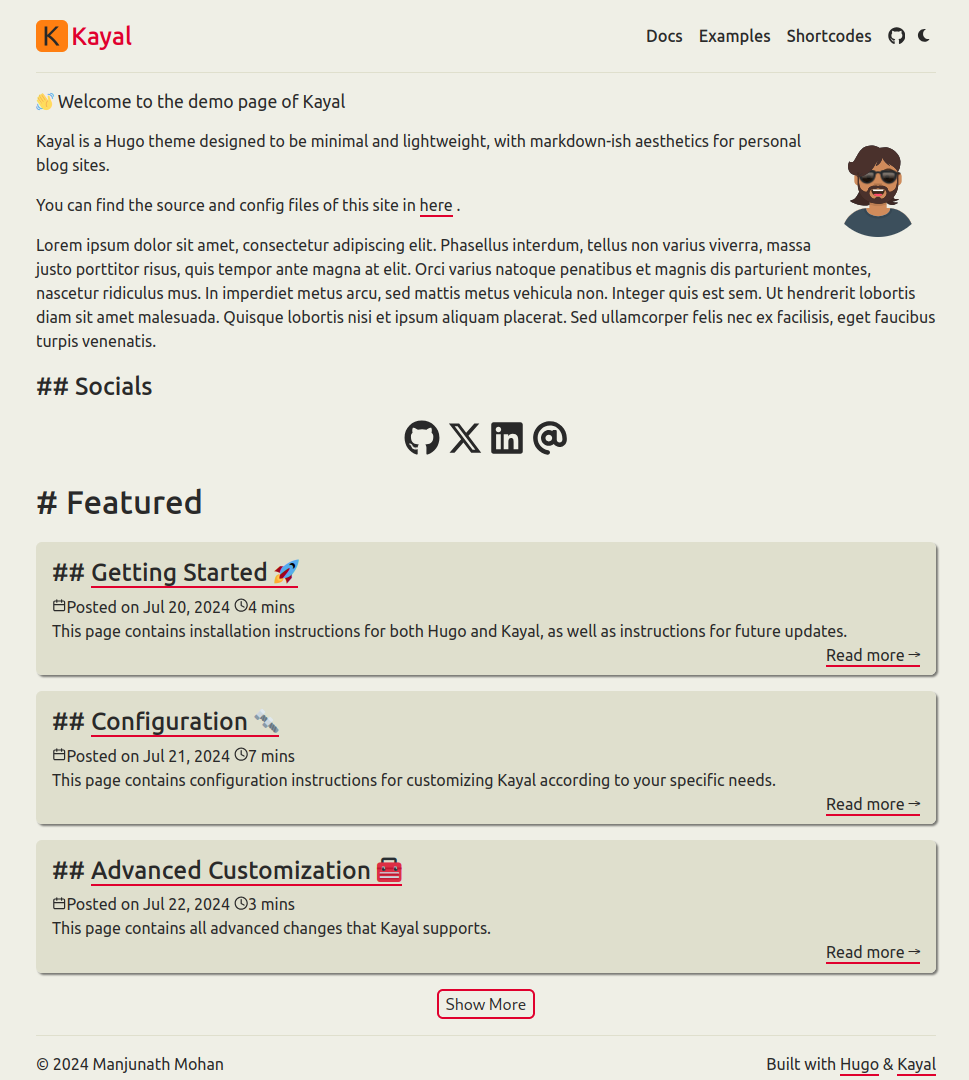 K Kayal
Docs Examples Shortcodes
👋 Welcome to the demo page of Kayal
Kayal is a Hugo theme designed to be minimal and lightweight, with markdown-ish aesthetics for personal
blog sites.
You can find the source and config files of this site in here .
Lorem ipsum dolor sit amet, consectetur adipiscing elit. Phasellus interdum, tellus non varius viverra, massa
justo porttitor risus, quis tempor ante magna at elit. Orci varius natoque penatibus et magnis dis parturient montes,
nascetur ridiculus mus. In imperdiet metus arcu, sed mattis metus vehicula non. Integer quis est sem. Ut hendrerit lobortis
diam sit amet malesuada. Quisque lobortis nisi et ipsum aliquam placerat. Sed ullamcorper felis nec ex facilisis, eget faucibus
turpis venenatis.
## Socials
# Featured
## Getting Started 🚀
Posted on Jul 20, 2024 4 mins
This page contains installation instructions for both Hugo and Kayal, as well as instructions for future updates.
Read more →
## Configuration 🔩
Posted on Jul 21, 2024 7 mins
This page contains configuration instructions for customizing Kayal according to your specific needs.
Read more →
## Advanced Customization 🧰
Posted on Jul 22, 2024 3 mins
This page contains all advanced changes that Kayal supports.
Read more →
Show More
© 2024 Manjunath Mohan
Built with Hugo & Kayal